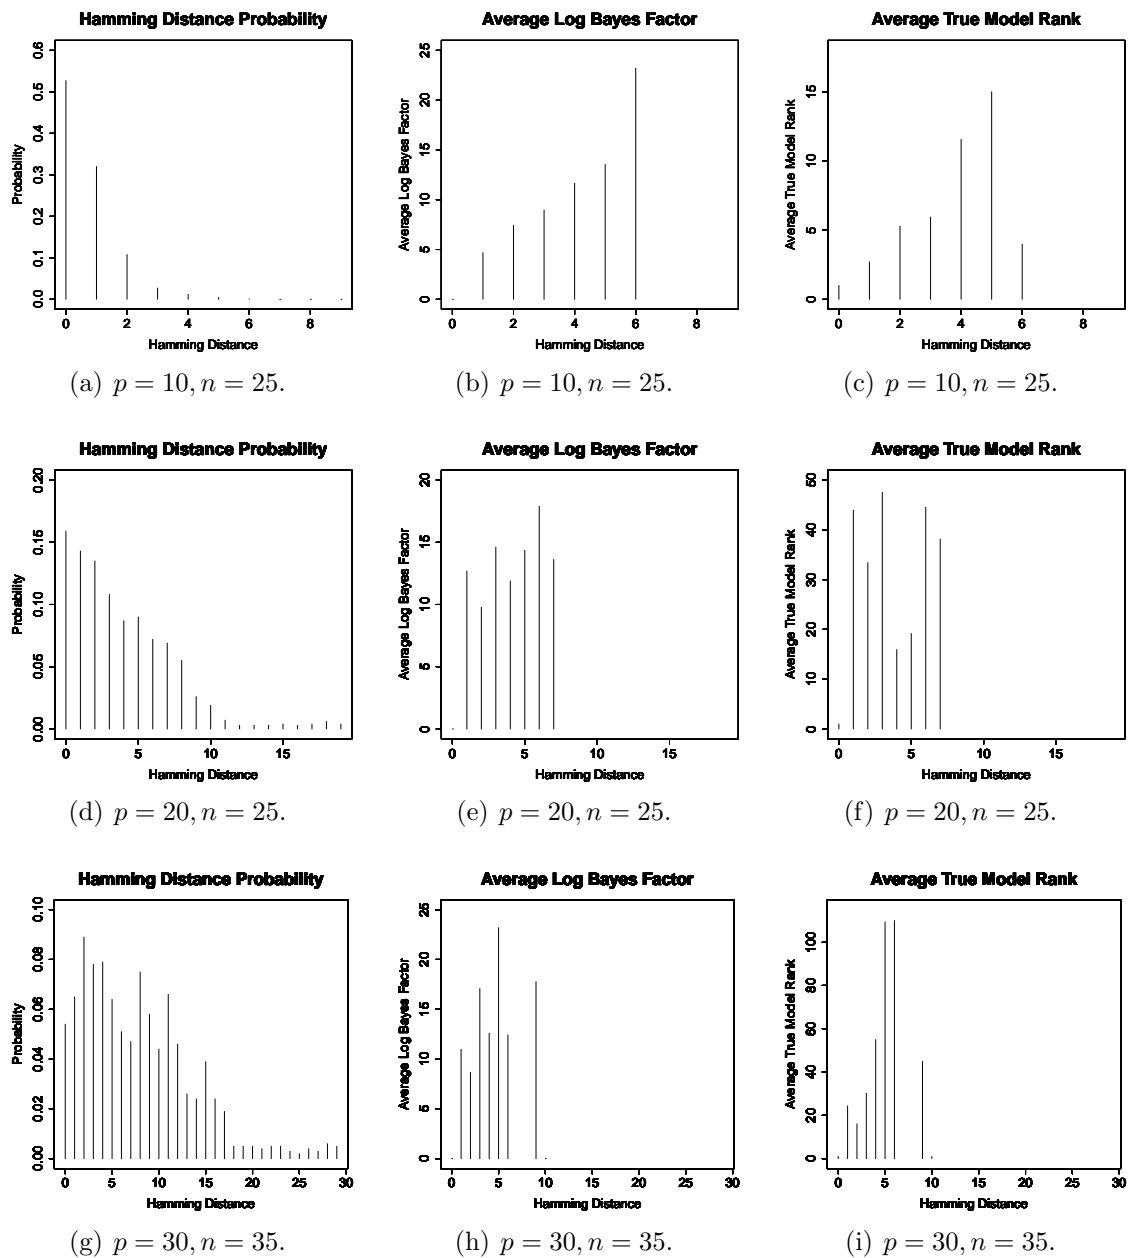 Hamming Distance Probability Average Log Bayes Factor Average True Model Rank
Probability
0.0 0.1 0.2 0.3 0.4 0.5 0.6
0 2 4 6 8
Hamming Distance
Average Log Bayes Factor
0 5 10 15 20 25
0 2 4 6 8
Hamming Distance
Average True Model Rank
0 5 10 15
0 2 4 6 8
Hamming Distance
(a) p = 10, n = 25. (b) p = 10, n = 25. (c) p = 10, n = 25.
Hamming Distance Probability Average Log Bayes Factor Average True Model Rank
Probability
0.00 0.05 0.10 0.15 0.20
0 5 10 15
Hamming Distance
Average Log Bayes Factor
0 5 10 15 20
0 5 10 15
Hamming Distance
Average True Model Rank
0 10 20 30 40 50
0 5 10 15
Hamming Distance
(d) p = 20, n = 25. (e) p = 20, n = 25. (f) p = 20, n = 25.
Hamming Distance Probability Average Log Bayes Factor Average True Model Rank
Probability
0.00 0.02 0.04 0.06 0.08 0.10
0 5 10 15 20 25 30
Hamming Distance
Average Log Bayes Factor
0 5 10 15 20 25
0 5 10 15 20 25 30
Hamming Distance
Average True Model Rank
0 20 40 60 80 100
0 5 10 15 20 25 30
Hamming Distance
(g) p = 30, n = 35. (h) p = 30, n = 35. (i) p = 30, n = 35.